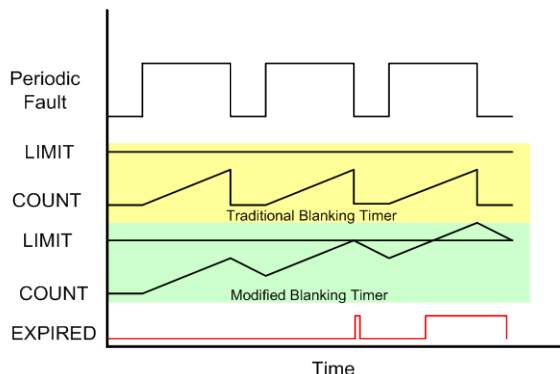 Periodic
Fault
LIMIT
COUNT
Traditional Blanking Timer
LIMIT
COUNT
Modified Blanking Timer
EXPIRED
Time